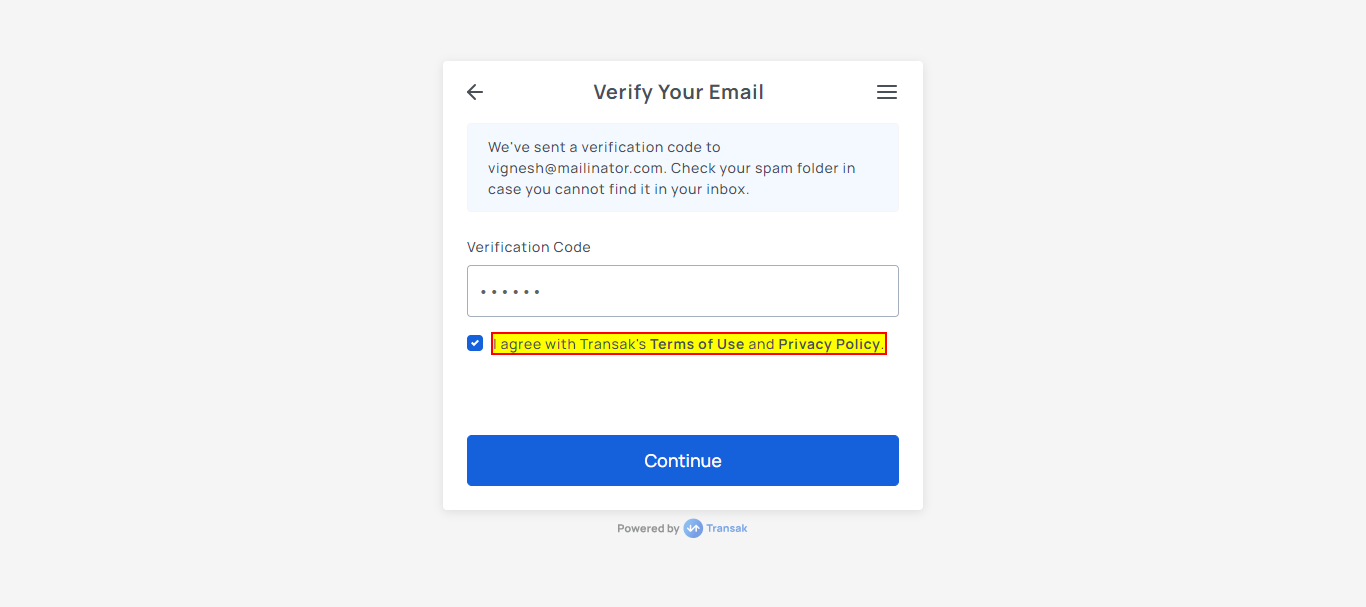 Verify Your Email
We've sent a verification code to
vignesh@mailinator.com. Check your spam folder in
case you cannot find it in your inbox.
Verification Code
••••••
I agree with Transak's Terms of Use and Privacy Policy.
Continue
Powered by Transak